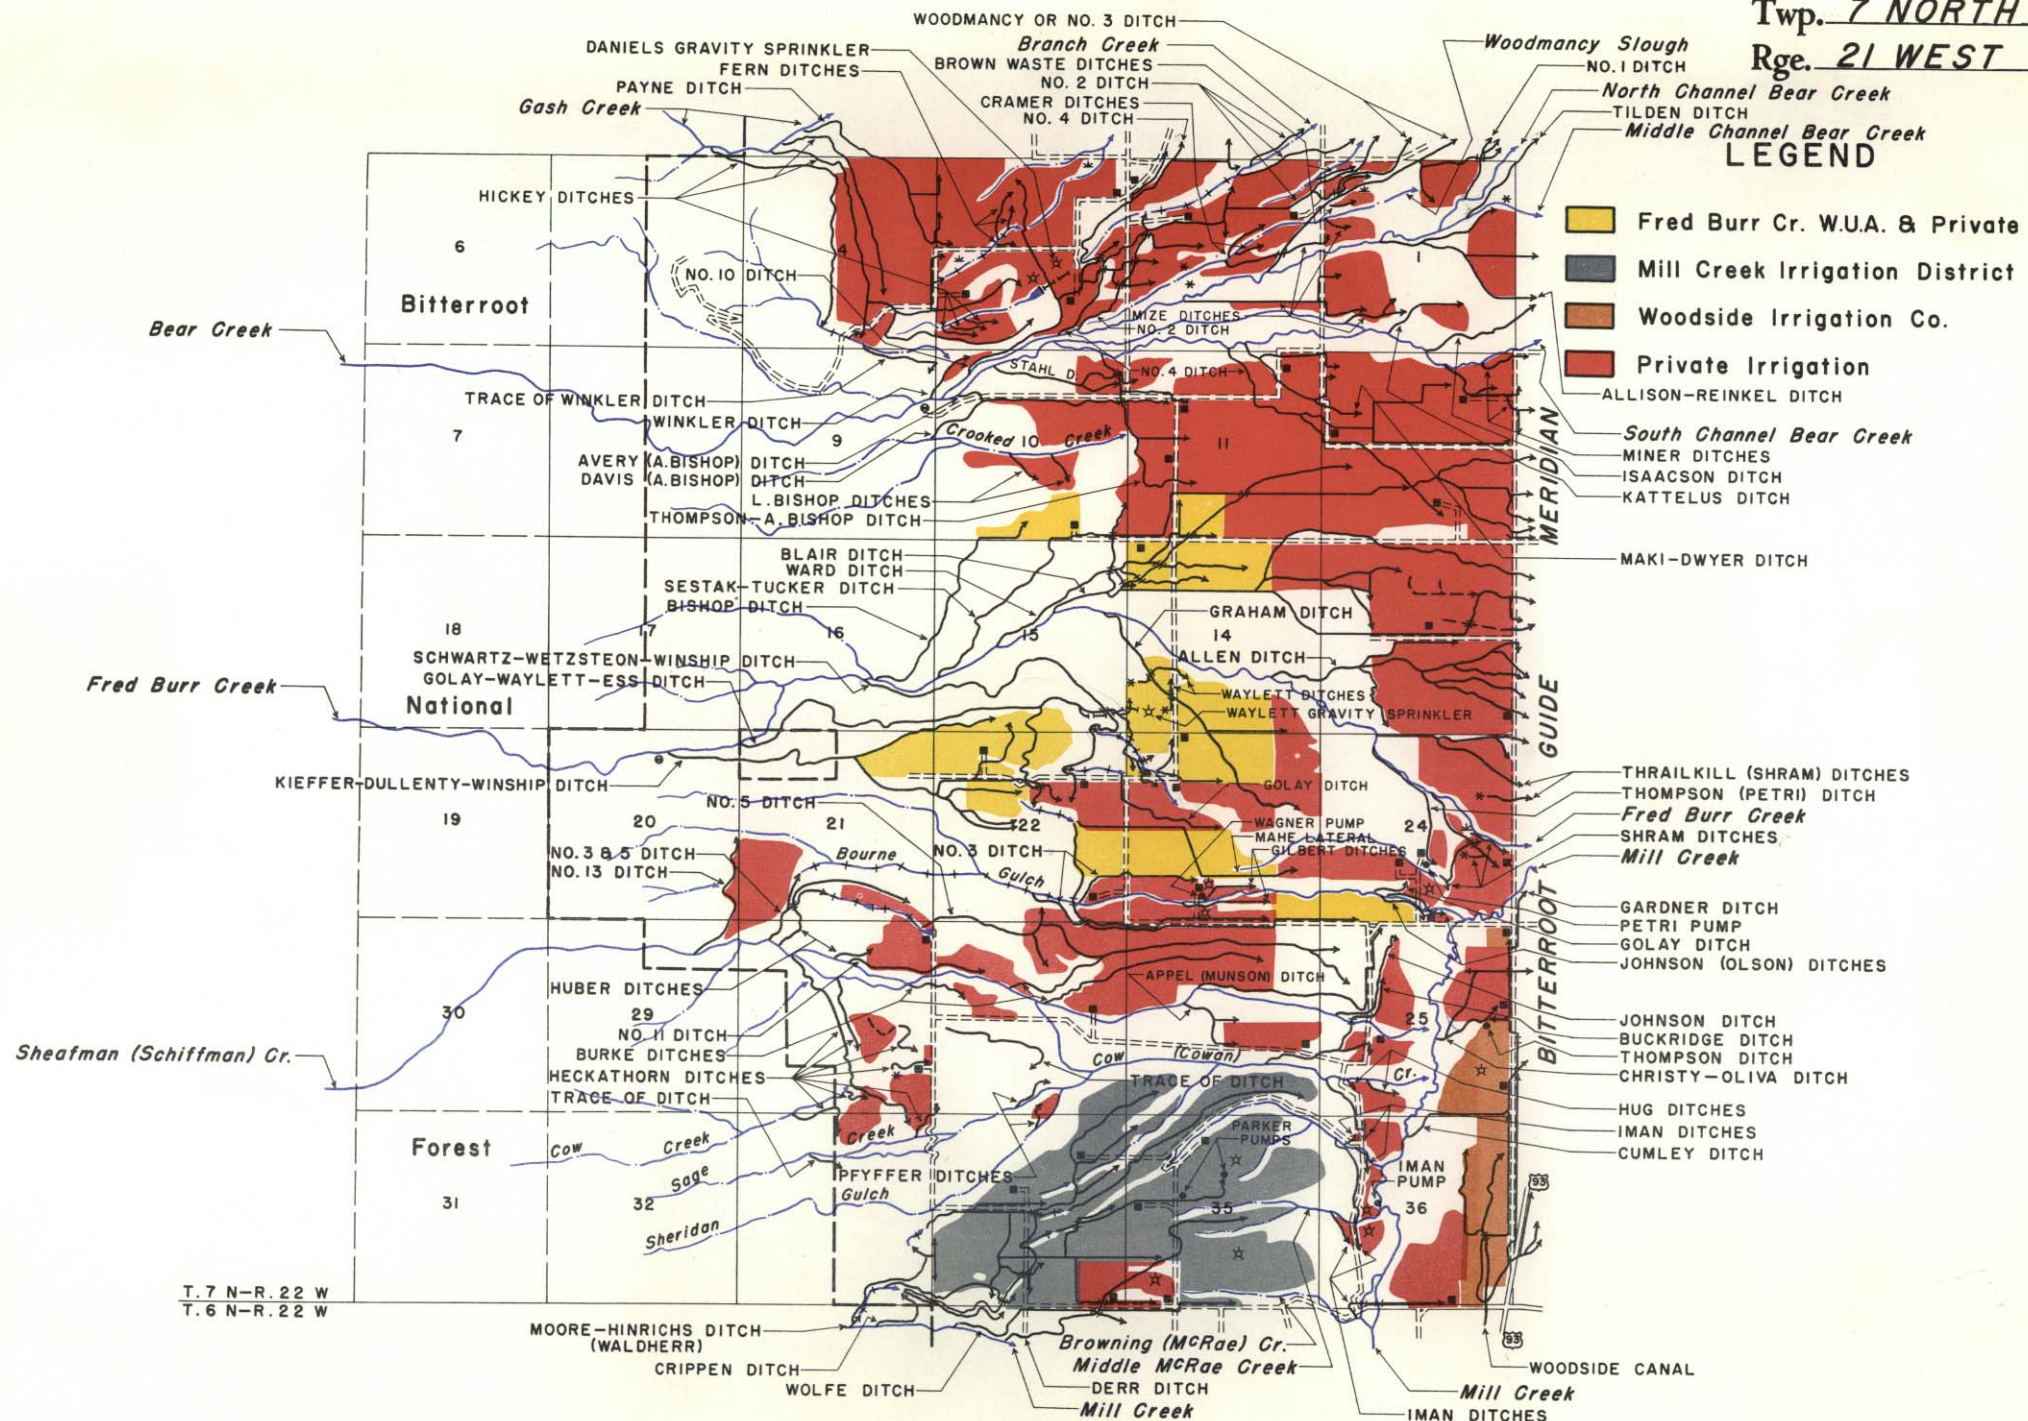 Twp. 7 NORTH
Rge. 21 WEST
WOODMANCY OR NO. 3 DITCH
Branch Creek
BROWN WASTE DITCHES
NO. 2 DITCH
CRAMER DITCHES
NO. 4 DITCH
DANIELS GRAVITY SPRINKLER
FERN DITCHES
PAYNE DITCH
Gash Creek
Woodmancy Slough
NO. 1 DITCH
North Channel Bear Creek
TILDEN DITCH
Middle Channel Bear Creek
LEGEND
Fred Burr Cr. W.U.A. & Private
Mill Creek Irrigation District
Woodside Irrigation Co.
Private Irrigation
HICKEY DITCHES
6
4
1
NO. 10 DITCH
Bitterroot
Bear Creek
MIZE DITCHES
NO. 2 DITCH
STAHL D.
NO. 4 DITCH
ALLISON-REINKEL DITCH
TRACE OF WINKLER DITCH
WINKLER DITCH
7
9
Crooked 10 Creek
11
South Channel Bear Creek
MINER DITCHES
ISAACSON DITCH
KATTELUS DITCH
AVERY (A.BISHOP) DITCH
DAVIS (A.BISHOP) DITCH
L. BISHOP DITCHES
THOMPSON-A. BISHOP DITCH
MERIDIAN
BLAIR DITCH
WARD DITCH
SESTAK-TUCKER DITCH
BISHOP DITCH
MAKI-DWYER DITCH
GRAHAM DITCH
18
17
16
15
14
SCHWARTZ-WETZSTEON-WINSHIP DITCH
GOLAY-WAYLETT-ESS DITCH
ALLEN DITCH
Fred Burr Creek
National
WAYLETT DITCHES
WAYLETT GRAVITY SPRINKLER
GUIDE
KIEFFER-DULLENTY-WINSHIP DITCH
GOLAY DITCH
THRAILKILL (SHRAM) DITCHES
THOMPSON (PETRI) DITCH
Fred Burr Creek
SHRAM DITCHES
Mill Creek
NO. 5 DITCH
19
20
21
22
24
WAGNER PUMP
MAHE LATERAL
GILBERT DITCHES
NO. 3 & 5 DITCH
NO. 13 DITCH
Bourne
Gulch
NO. 3 DITCH
GARDNER DITCH
PETRI PUMP
GOLAY DITCH
JOHNSON (OLSON) DITCHES
BITTERROOT
APPEL (MUNSON) DITCH
HUBER DITCHES
30
29
25
NO. 11 DITCH
BURKE DITCHES
HECKATHORN DITCHES
TRACE OF DITCH
JOHNSON DITCH
BUCKRIDGE DITCH
THOMPSON DITCH
CHRISTY-OLIVA DITCH
Sheafman (Schiffman) Cr.
Cow (Cowan) Cr.
TRACE OF DITCH
HUG DITCHES
IMAN DITCHES
CUMLEY DITCH
Forest
Cow Creek
Sage Creek
PFYFFER DITCHES
PARKER
PUMPS
IMAN
PUMP
31
32
35
36
Sheridan Gulch
93
T. 7 N-R. 22 W
T. 6 N-R. 22 W
MOORE-HINRICHS DITCH
(WALDHERR)
CRIPPEN DITCH
WOLFE DITCH
Browning (McRae) Cr.
Middle McRae Creek
DERR DITCH
Mill Creek
93
WOODSIDE CANAL
Mill Creek
IMAN DITCHES